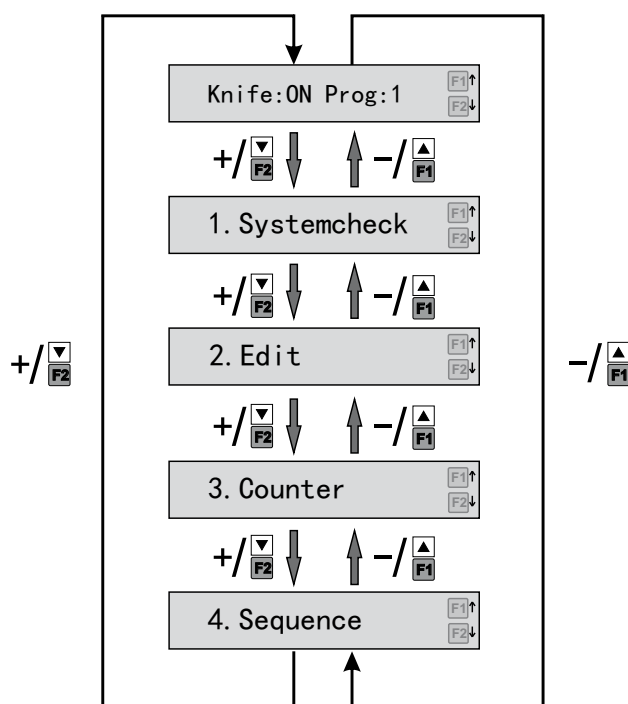 Knife:ON Prog:1 F1↑
F2↓
+/▼ F2 −/▲ F1
1.Systemcheck F1↑
F2↓
+/▼ F2 −/▲ F1
2.Edit F1↑
F2↓
+/▼ F2 −/▲ F1
+/▼ F2 −/▲ F1
3.Counter F1↑
F2↓
+/▼ F2 −/▲ F1
4.Sequence F1↑
F2↓